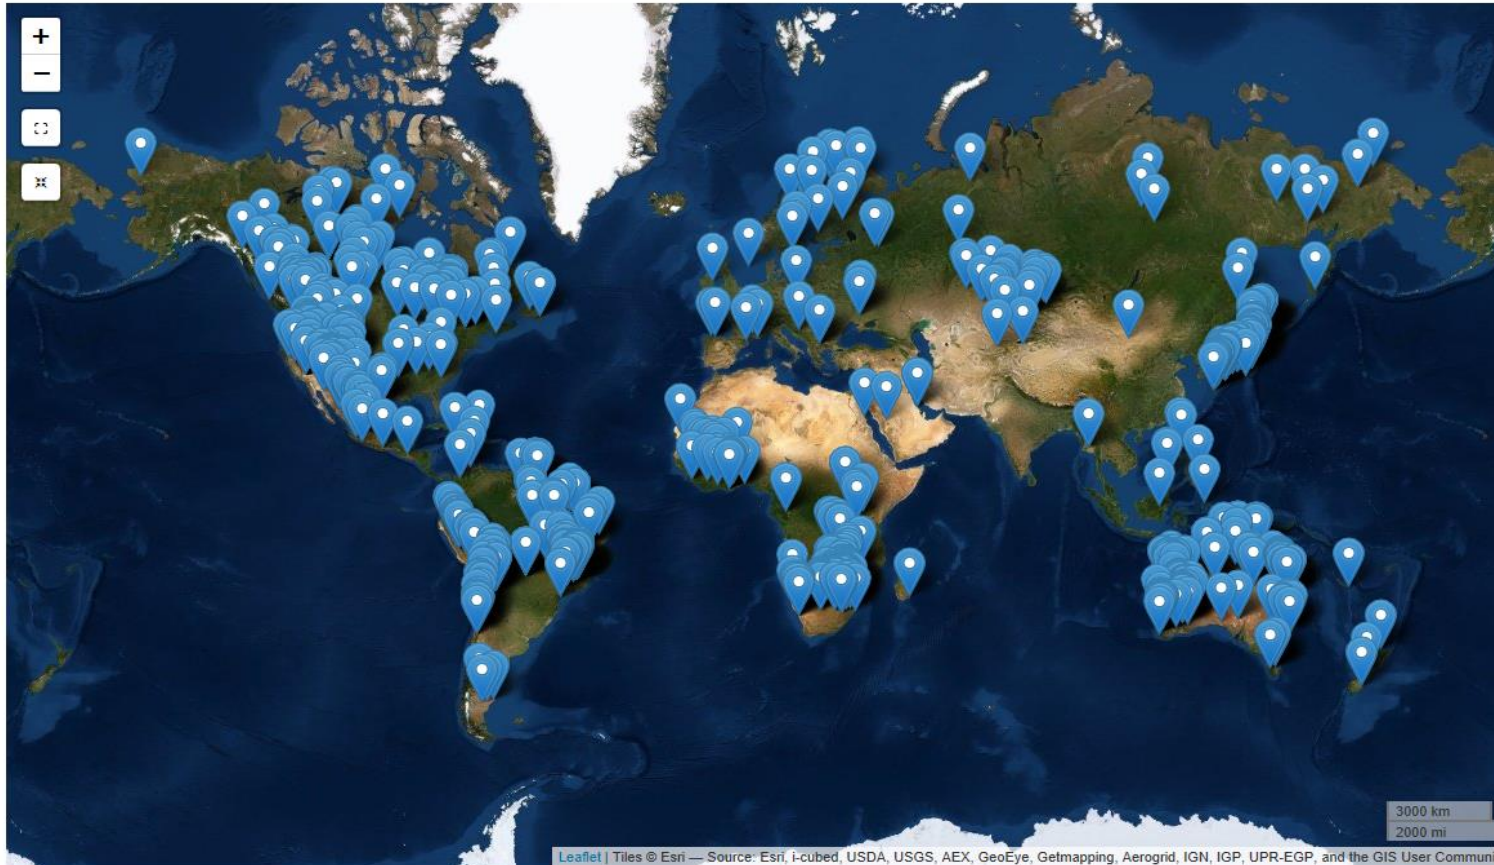 +
−
3000 km
2000 mi
Leaflet | Tiles © Esri — Source: Esri, i-cubed, USDA, USGS, AEX, GeoEye, Getmapping, Aerogrid, IGN, IGP, UPR-EGP, and the GIS User Commu